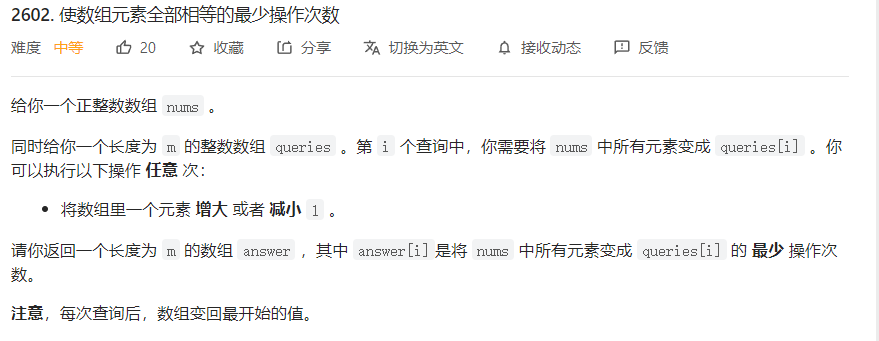 2602. 使数组元素全部相等的最少操作次数
难度 中等 20 收藏 分享 切换为英文 接收动态 反馈
给你一个正整数数组 nums 。
同时给你一个长度为 m 的整数数组 queries 。第 i 个查询中，你需要将 nums 中所有元素变成 queries[i] 。你
可以执行以下操作 任意 次：
• 将数组里一个元素 增大 或者 减小 1 。
请你返回一个长度为 m 的数组 answer ，其中 answer[i] 是将 nums 中所有元素变成 queries[i] 的 最少 操作次
数。
注意，每次查询后，数组变回最开始的值。